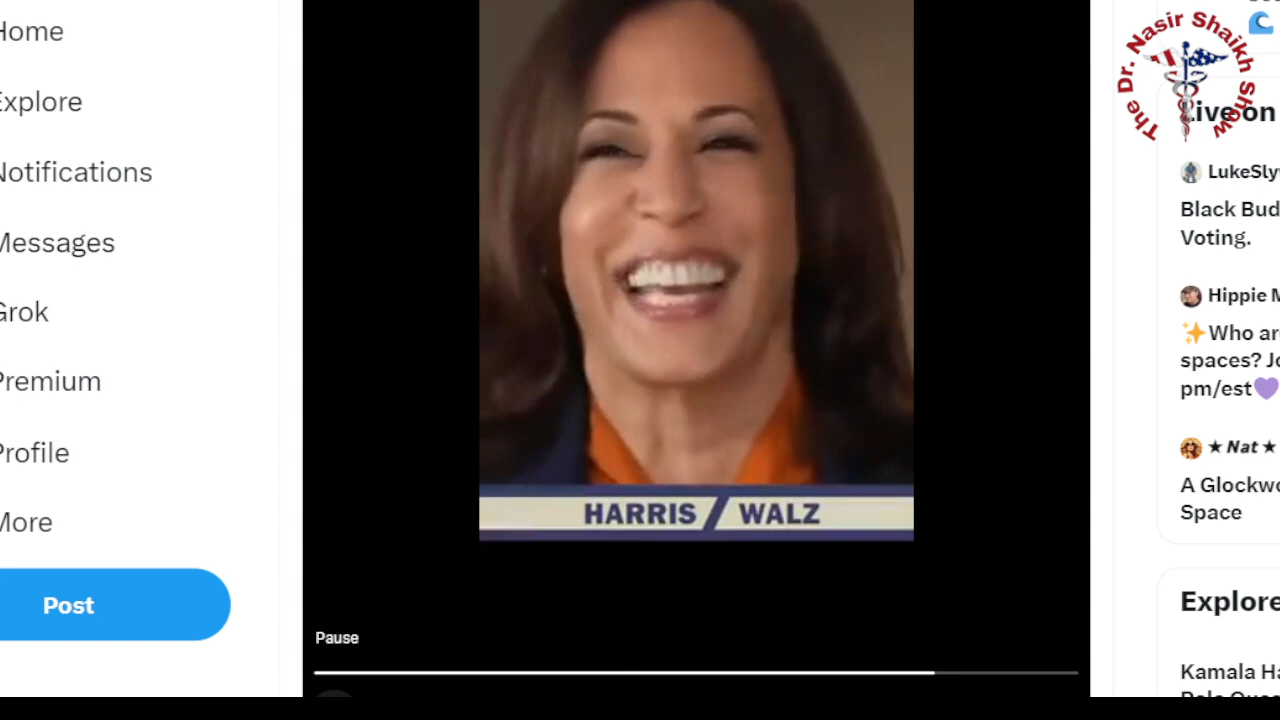 Home
Explore
Notifications
Messages
Grok
Premium
Profile
More
Post
HARRIS / WALZ
Pause
The Dr. Nasir Shaikh Show
Live on
LukeSly
Black Bud
Voting.
Hippie M
✨Who are
spaces? Jo
pm/est💜
★ Nat ★
A Glockwo
Space
Explore
Kamala Ha